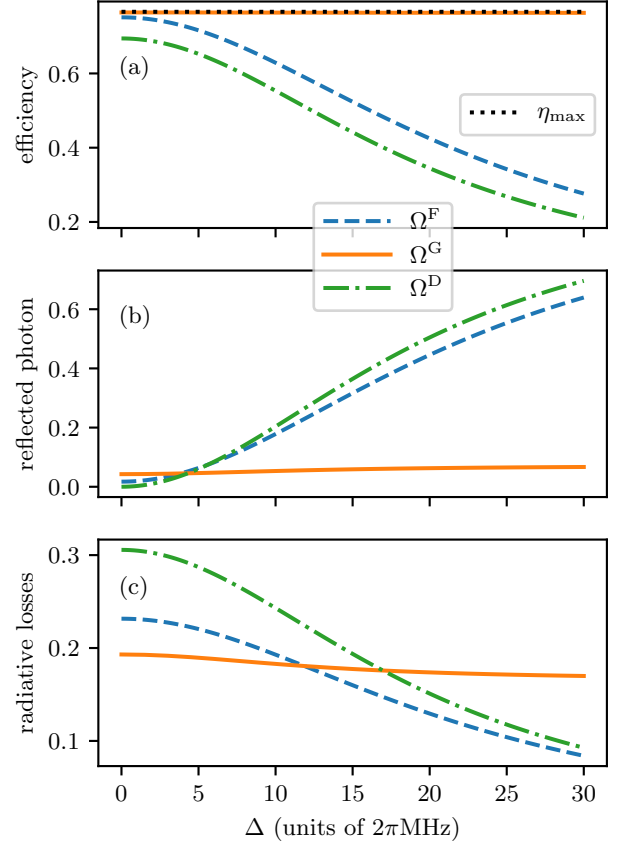 efficiency
0.6
0.4
0.2
(a)
η_max
Ω^F
Ω^G
Ω^D
reflected photon
0.6
0.4
0.2
0.0
(b)
radiative losses
0.3
0.2
0.1
(c)
0 5 10 15 20 25 30
Δ (units of 2πMHz)